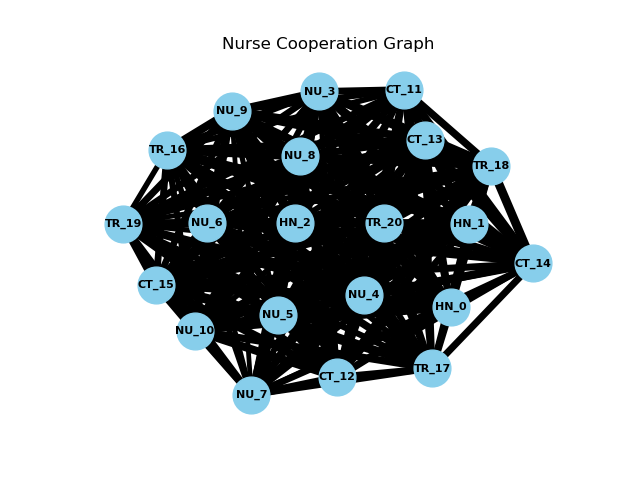 Nurse Cooperation Graph
NU_3
CT_11
NU_9
CT_13
TR_16
NU_8
TR_18
TR_19
NU_6
HN_2
TR_20
HN_1
CT_14
CT_15
NU_4
HN_0
NU_5
NU_10
TR_17
CT_12
NU_7